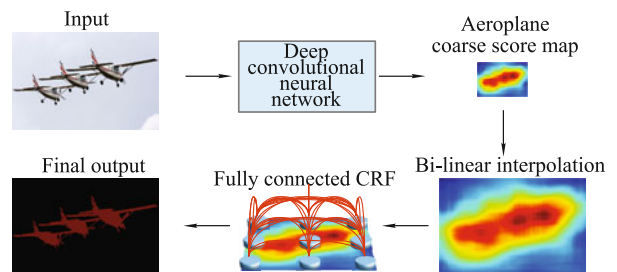 Input
Deep
convolutional
neural
network
Aeroplane
coarse score map
Final output
Fully connected CRF
Bi-linear interpolation